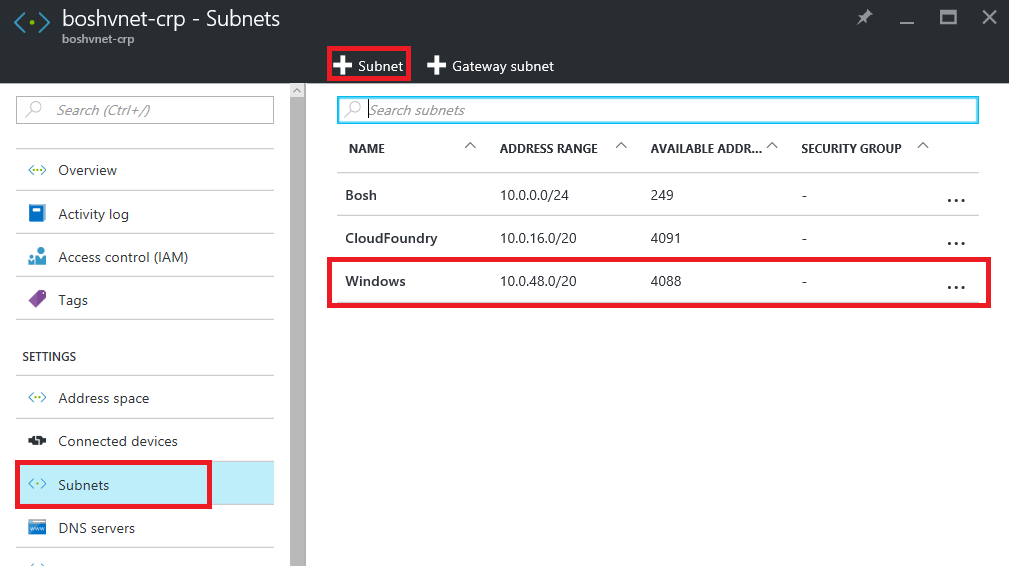 boshvnet-crp - Subnets
boshvnet-crp
Subnet
Gateway subnet
Search (Ctrl+/)
Overview
Activity log
Access control (IAM)
Tags
SETTINGS
Address space
Connected devices
Subnets
DNS servers
Search subnets
NAME ADDRESS RANGE AVAILABLE ADDR... SECURITY GROUP
Bosh 10.0.0.0/24 249 - ...
CloudFoundry 10.0.16.0/20 4091 - ...
Windows 10.0.48.0/20 4088 - ...